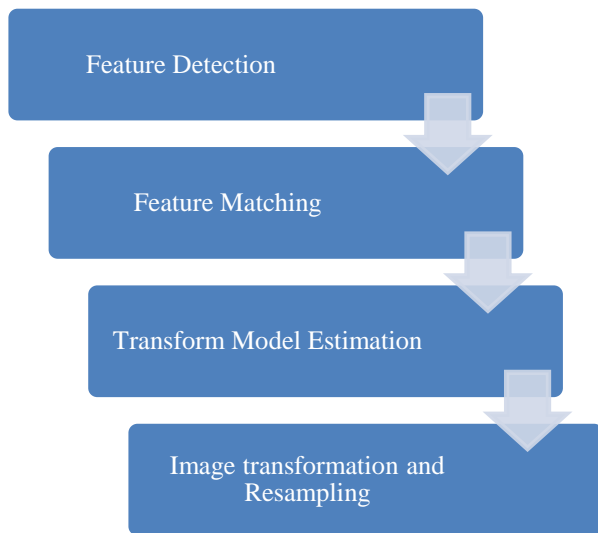 Feature Detection
Feature Matching
Transform Model Estimation
Image transformation and
Resampling